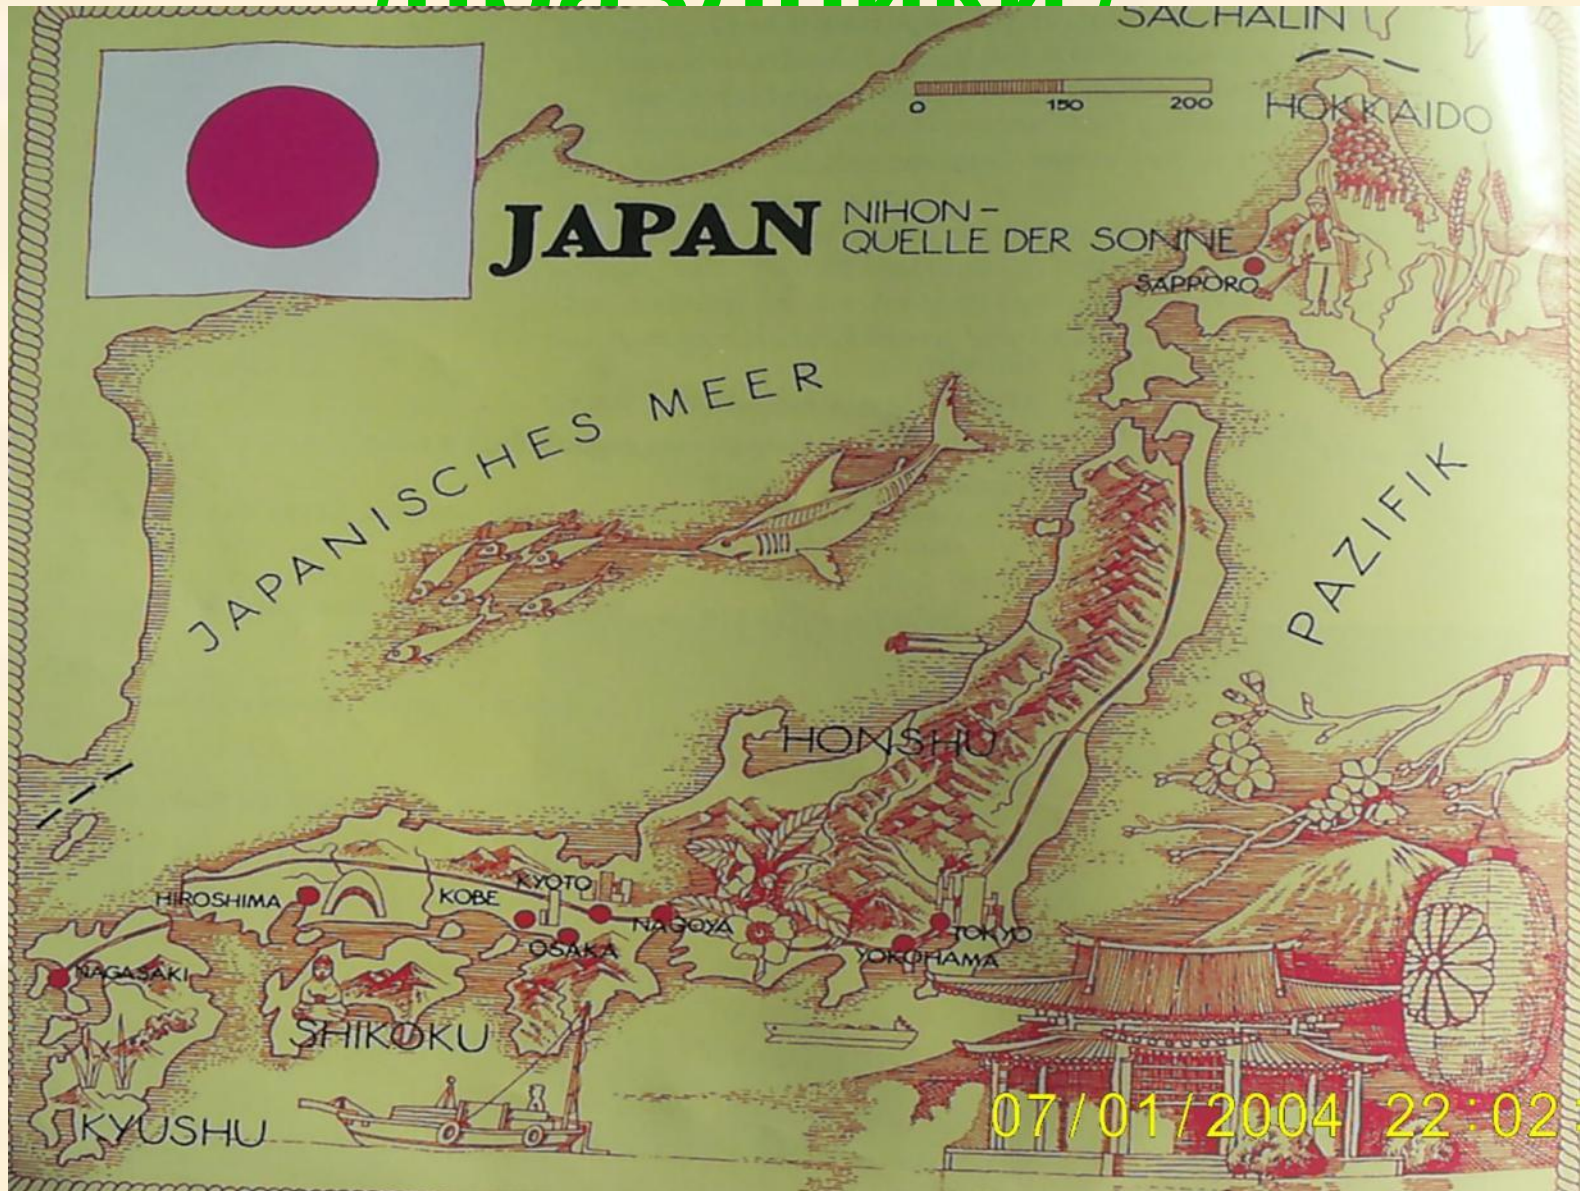 SACHALIN
0 150 200
HOKKAIDO
JAPAN NIHON –
QUELLE DER SONNE
SAPPORO
JAPANISCHES MEER
PAZIFIK
HONSHU
HIROSHIMA
KOBE
KYOTO
OSAKA
NAGOYA
TOKYO
YOKOHAMA
NAGASAKI
SHIKOKU
KYUSHU
07/01/2004 22:02